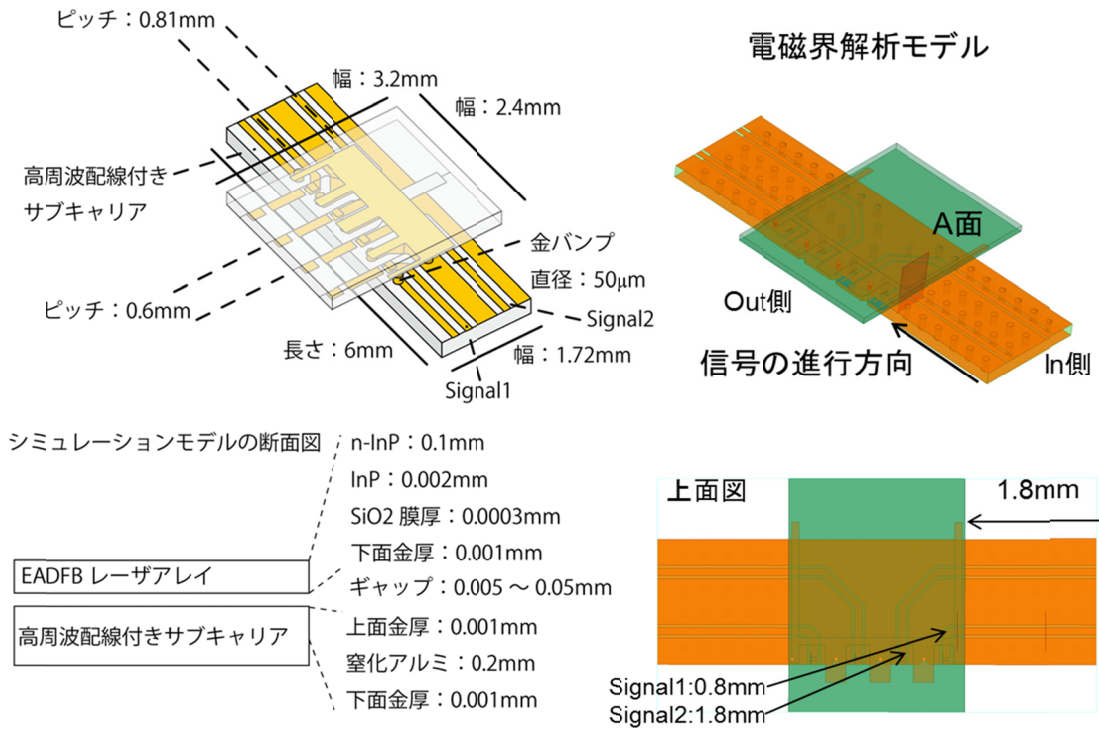 ピッチ：0.81mm
幅：3.2mm
幅：2.4mm
高周波配線付き
サブキャリア
金バンプ
直径：50μm
ピッチ：0.6mm
Signal2
長さ：6mm
幅：1.72mm
Signal1
電磁界解析モデル
A面
Out側
信号の進行方向
In側
シミュレーションモデルの断面図
n-InP：0.1mm
InP：0.002mm
SiO2 膜厚：0.0003mm
下面金厚：0.001mm
EADFB レーザアレイ
ギャップ：0.005 ～ 0.05mm
上面金厚：0.001mm
高周波配線付きサブキャリア
窒化アルミ：0.2mm
下面金厚：0.001mm
上面図
1.8mm
Signal1:0.8mm
Signal2:1.8mm